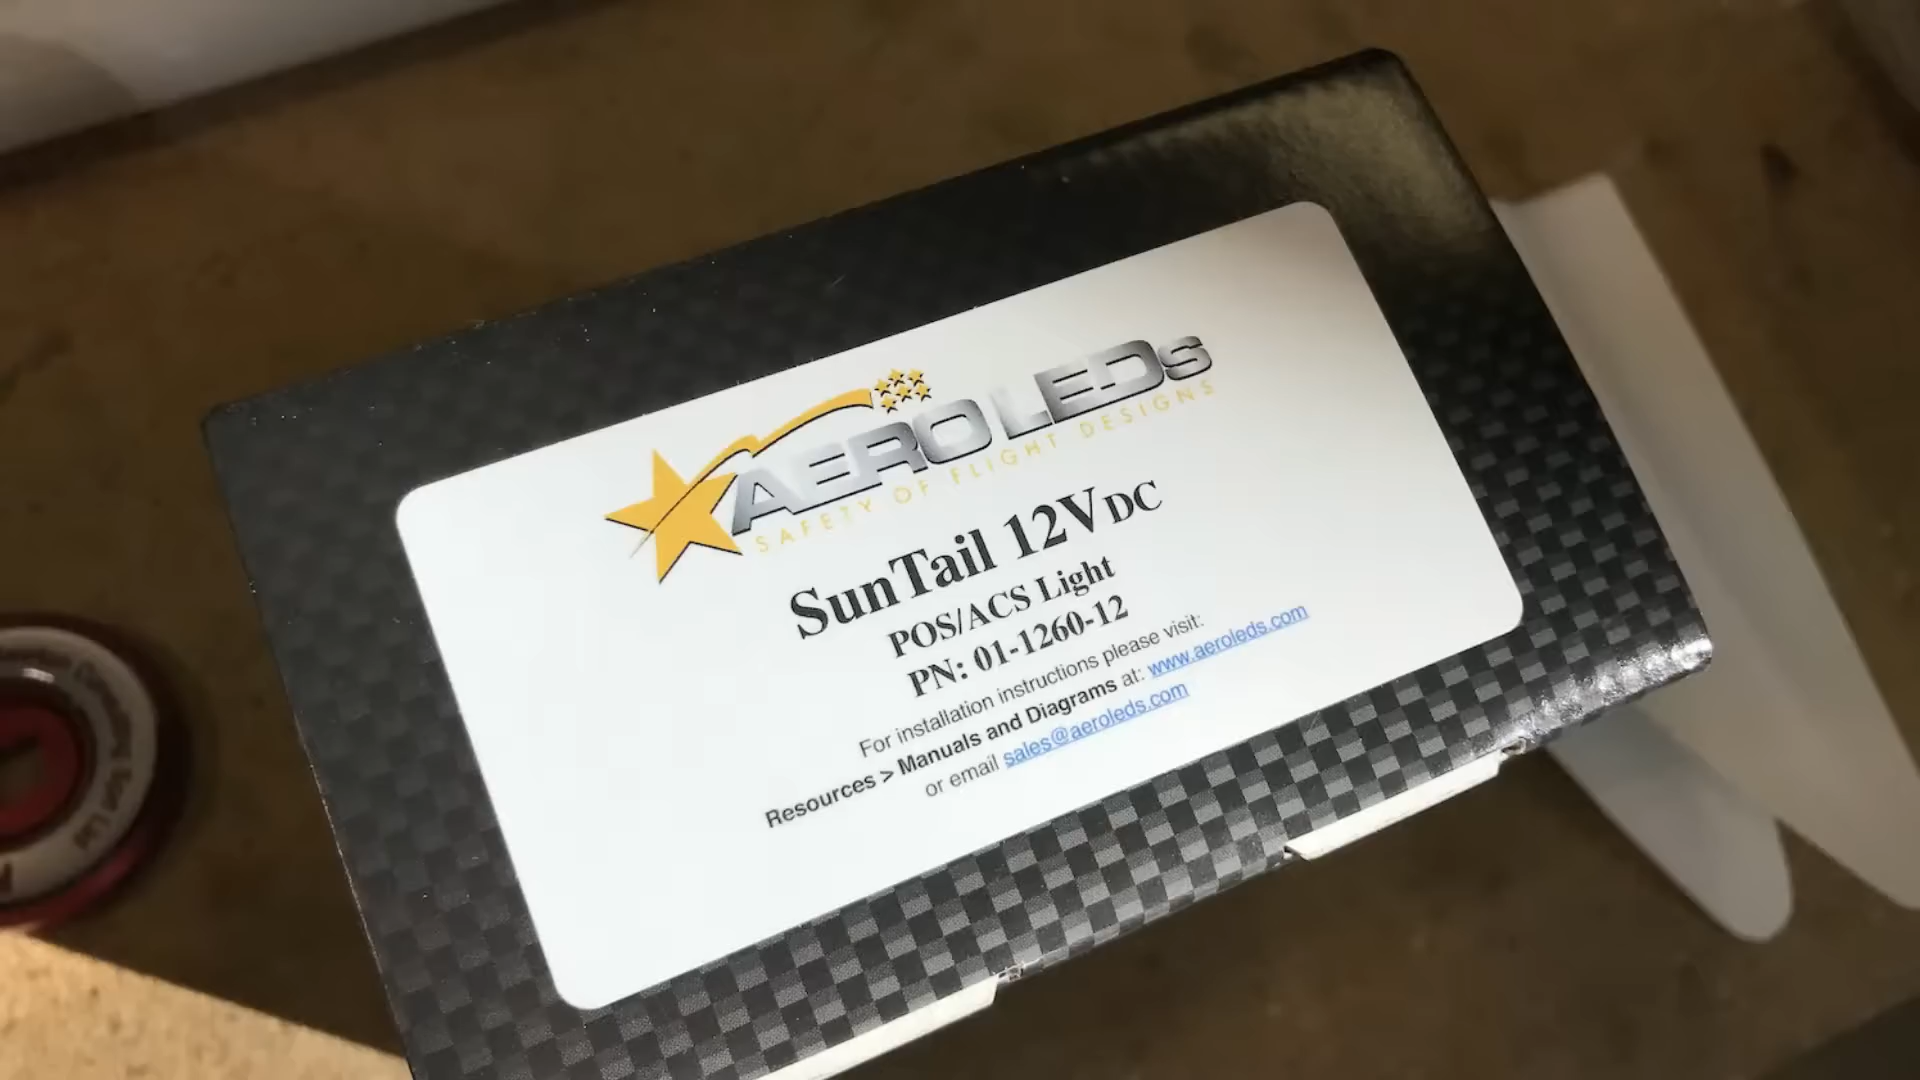 AEROLEDs
SAFETY OF FLIGHT DESIGNS
SunTail 12VDC
POS/ACS Light
PN: 01-1260-12
For installation instructions please visit:
Resources > Manuals and Diagrams at: www.aeroleds.com
or email sales@aeroleds.com